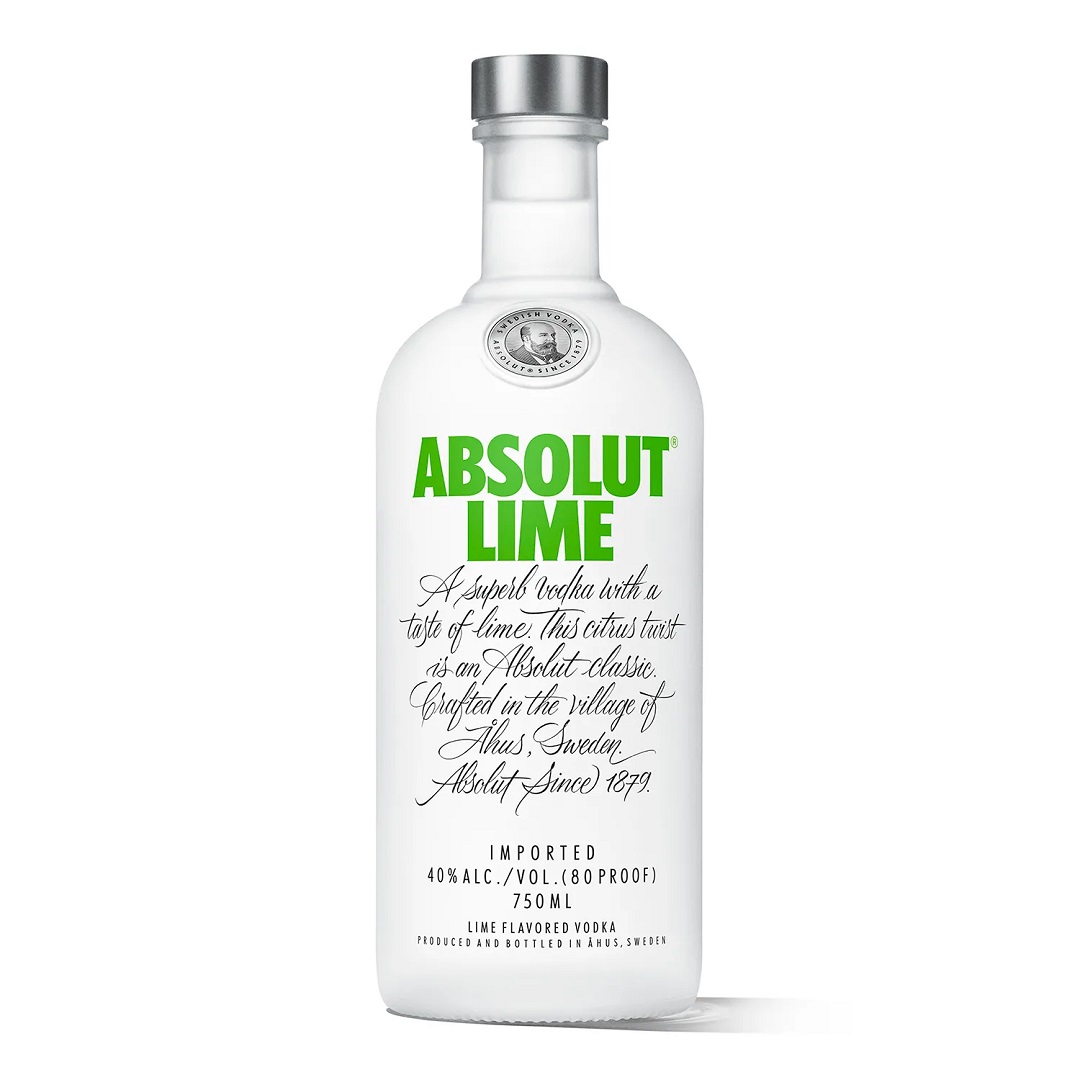 SWEDISH VODKA
ABSOLUT® SINCE 1879
ABSOLUT®
LIME
A superb vodka with a
taste of lime. This citrus twist
is an Absolut classic.
Crafted in the village of
Åhus, Sweden.
Absolut Since 1879.
IMPORTED
40% ALC./VOL. (80 PROOF)
750 ML
LIME FLAVORED VODKA
PRODUCED AND BOTTLED IN ÅHUS, SWEDEN